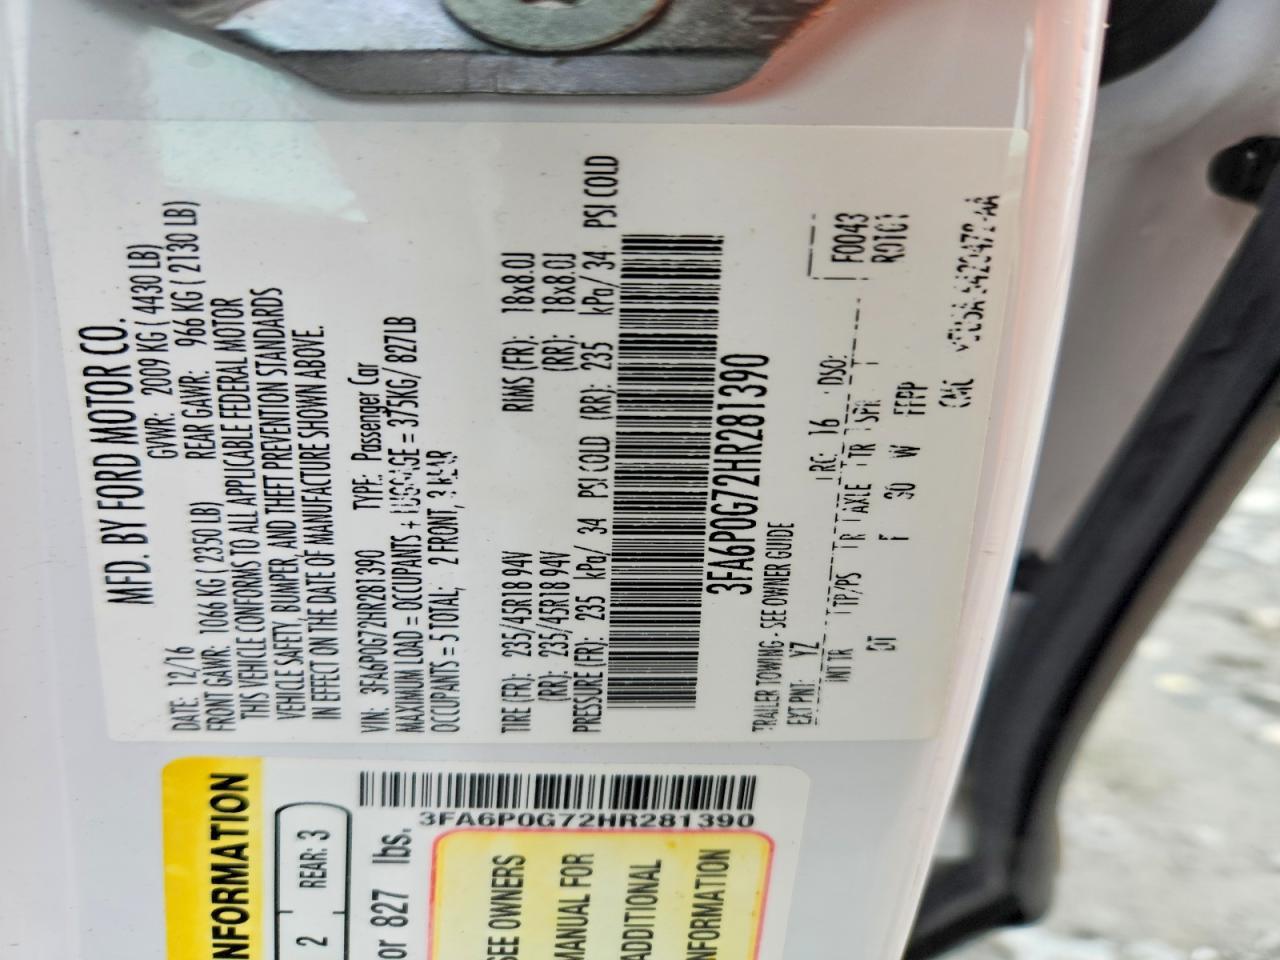 MFD. BY FORD MOTOR CO.
DATE: 12/16 GVWR: 2009 KG ( 4430 LB)
FRONT GAWR: 1066 KG ( 2350 LB) REAR GAWR: 966 KG ( 2130 LB)
THIS VEHICLE CONFORMS TO ALL APPLICABLE FEDERAL MOTOR
VEHICLE SAFETY, BUMPER, AND THEFT PREVENTION STANDARDS
IN EFFECT ON THE DATE OF MANUFACTURE SHOWN ABOVE.
VIN: 3FA6P0G72HR281390 TYPE: Passenger Car
MAXIMUM LOAD = OCCUPANTS + LUGGAGE = 375KG/ 827LB
OCCUPANTS = 5 TOTAL; 2 FRONT, 3 REAR
TIRE (FR): 235/45R18 94V RIMS (FR): 18x8.0J
(RR): 235/45R18 94V (RR): 18x8.0J
PRESSURE (FR): 235 kPa/ 34 PSI COLD (RR): 235 kPa/ 34 PSI COLD
3FA6P0G72HR281390
TRAILER TOWING - SEE OWNER GUIDE
EXT PNT: YZ RC: 16 DSO: F0043
INT TR TP/PS R AXLE TR SPR T R0101
DT F 30 W FFPP
NFORMATION
2 REAR: 3
or 827 lbs.
3FA6P0G72HR281390
SEE OWNERS
MANUAL FOR
ADDITIONAL
NFORMATION